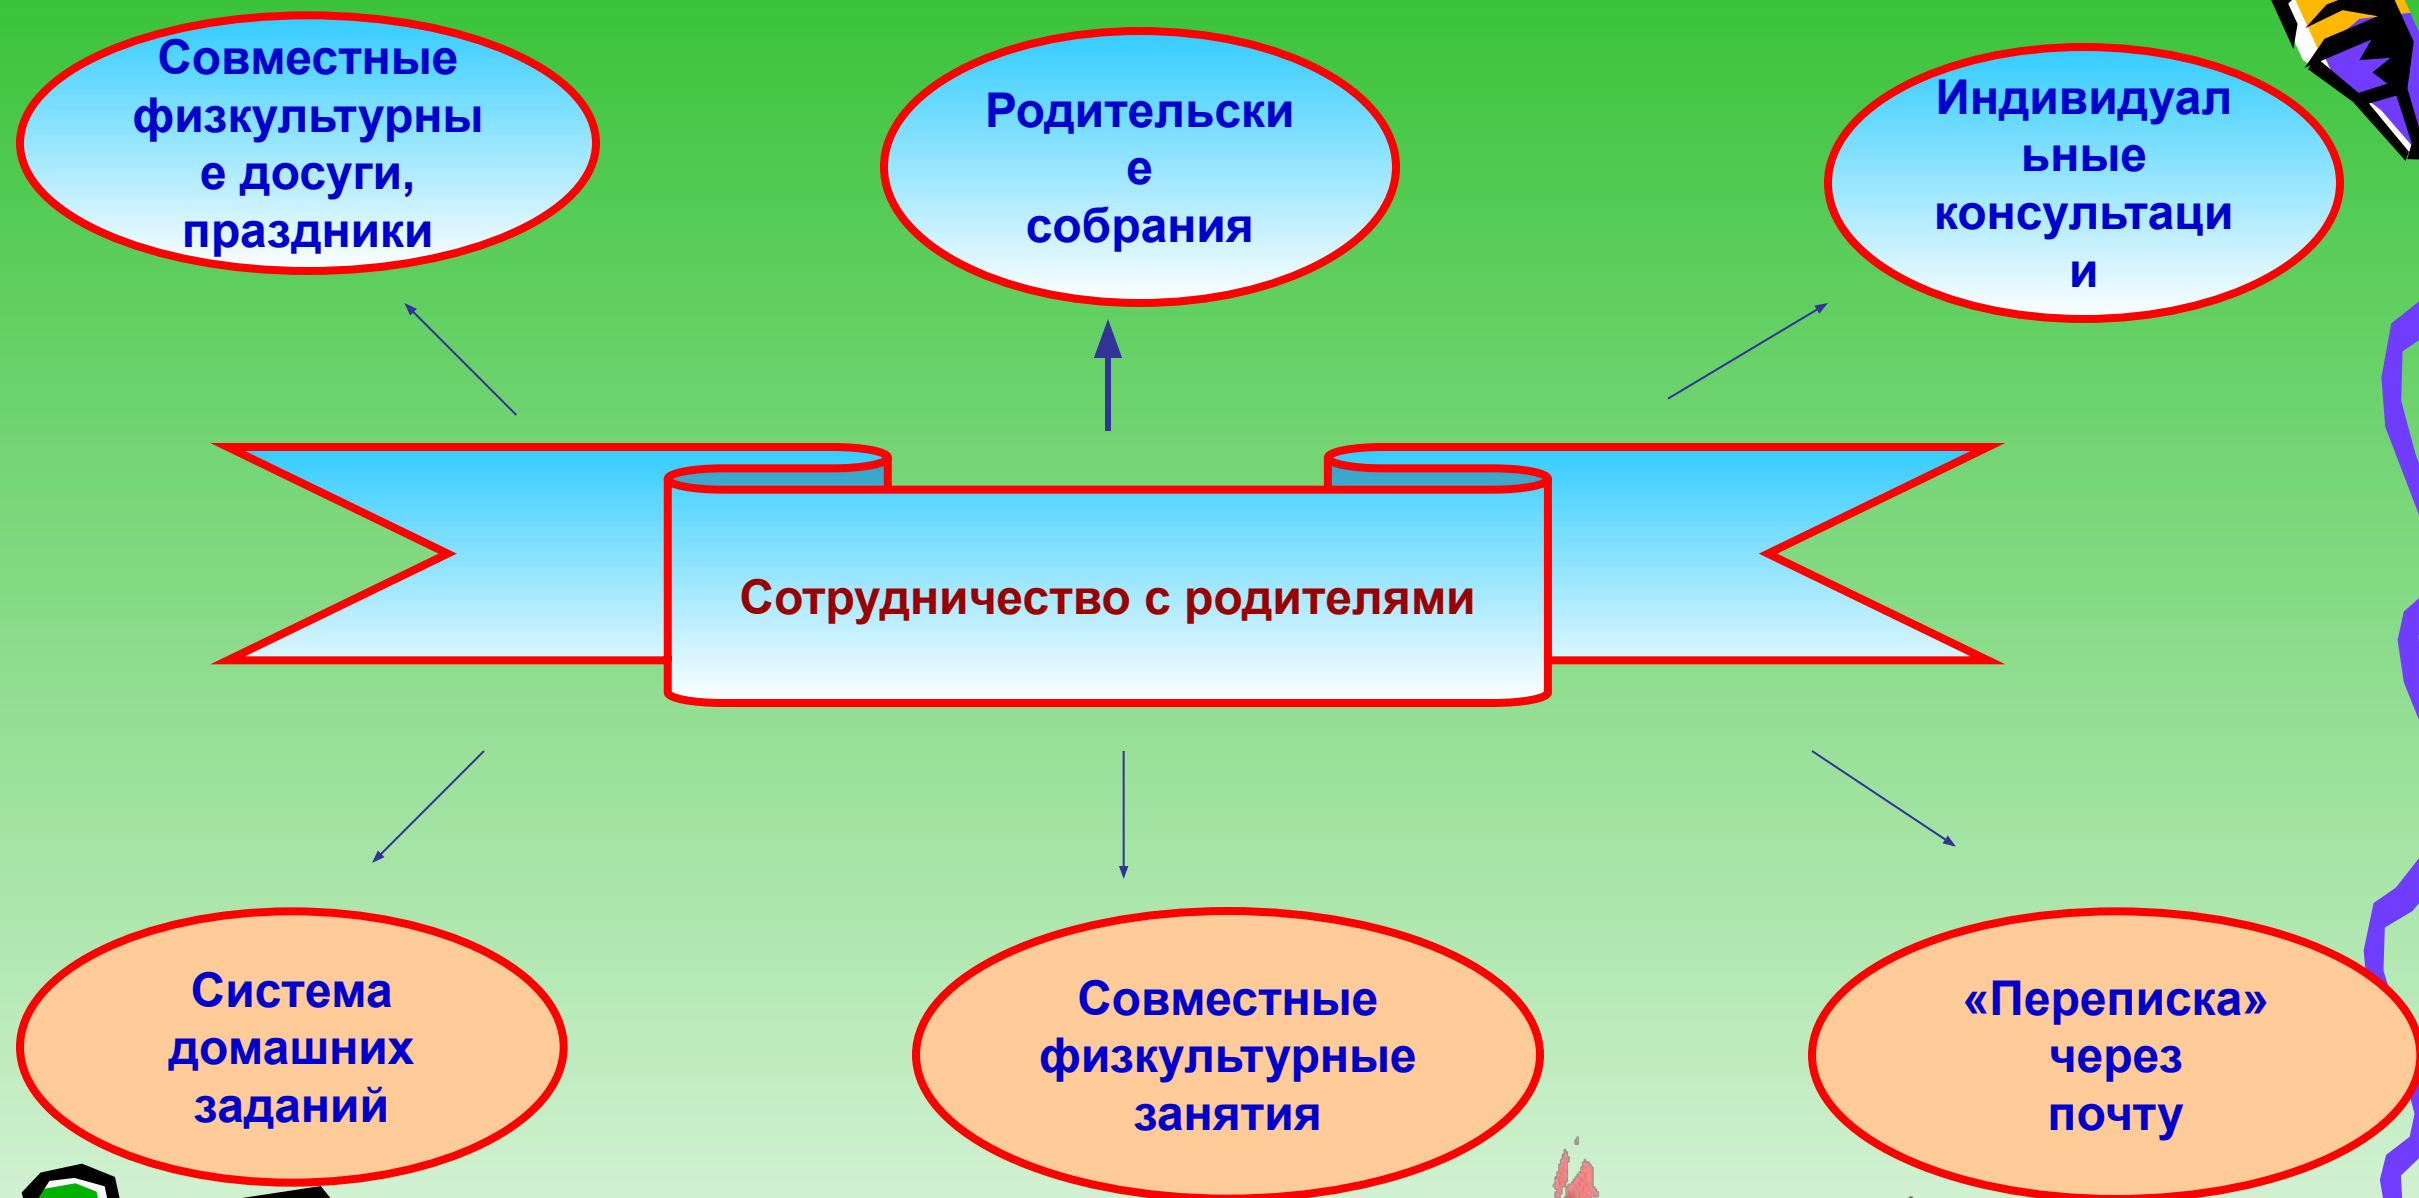 Совместные
физкультурны
е досуги,
праздники
Родительски
е
собрания
Индивидуал
ьные
консультаци
и
Сотрудничество с родителями
Система
домашних
заданий
Совместные
физкультурные
занятия
«Переписка»
через
почту